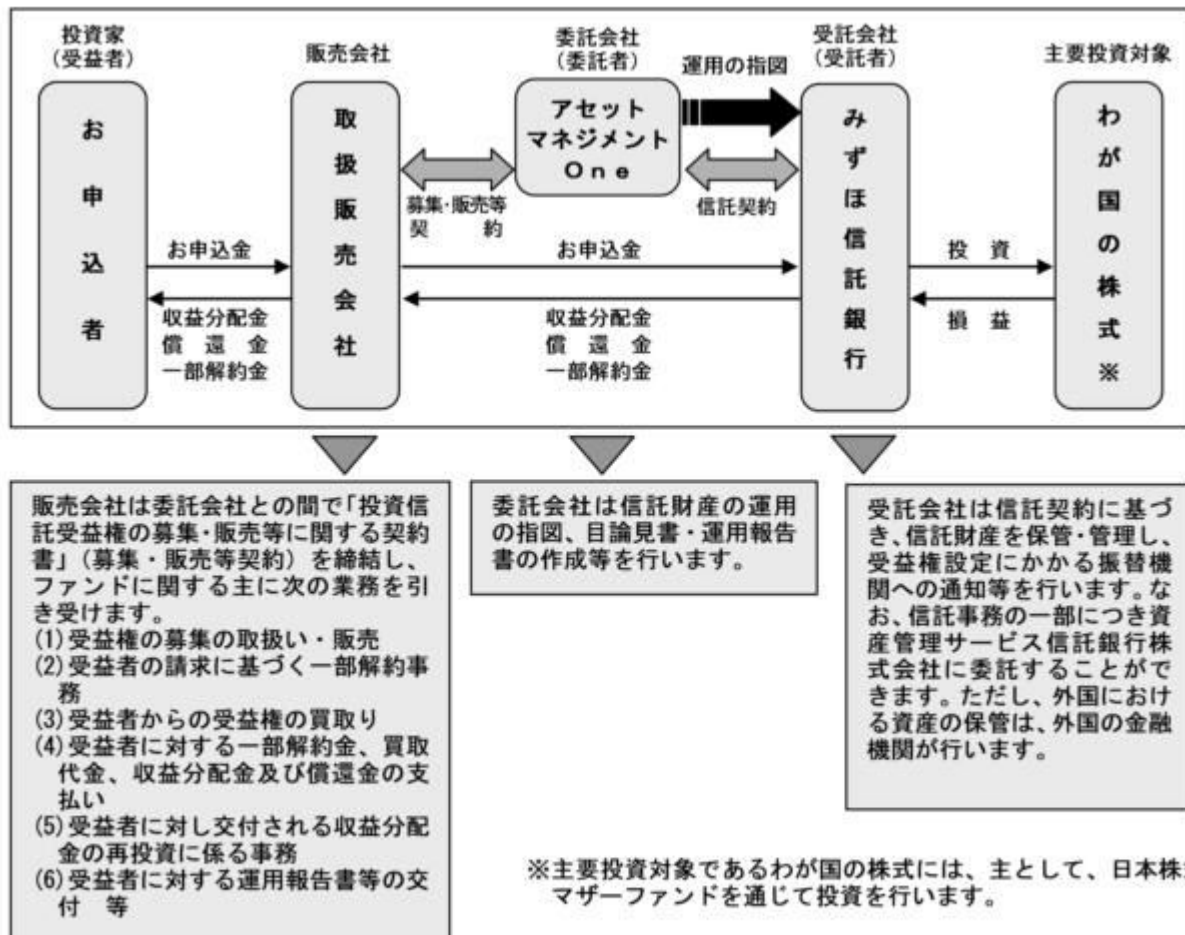 投資家
(受益者)
販売会社
委託会社
(委託者)
運用の指図
受託会社
(受託者)
主要投資対象
お申込者
取扱販売会社
アセット
マネジメント
One
みずほ信託銀行
わが国の株式※
募集・販売等
契約
信託契約
お申込金
お申込金
投資
収益分配金
償還金
一部解約金
収益分配金
償還金
一部解約金
損益
販売会社は委託会社との間で「投資信
託受益権の募集・販売等に関する契約
書」(募集・販売等契約)を締結し、
ファンドに関する主に次の業務を引
き受けます。
(1)受益権の募集の取扱い・販売
(2)受益者の請求に基づく一部解約事
務
(3)受益者からの受益権の買取り
(4)受益者に対する一部解約金、買取
代金、収益分配金及び償還金の支
払い
(5)受益者に対し交付される収益分配
金の再投資に係る事務
(6)受益者に対する運用報告書等の交
付 等
委託会社は信託財産の運用
の指図、目論見書・運用報告
書の作成等を行います。
受託会社は信託契約に基づ
き、信託財産を保管・管理し、
受益権設定にかかる振替機
関への通知等を行います。な
お、信託事務の一部につき資
産管理サービス信託銀行株
式会社に委託することがで
きます。ただし、外国におけ
る資産の保管は、外国の金融
機関が行います。
※主要投資対象であるわが国の株式には、主として、日本株
マザーファンドを通じて投資を行います。